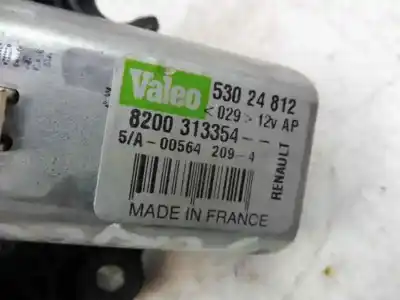 Valeo
530 24 812
<029> 12v AP
8200 313354--
5/A-00564 209-4
RENAULT
MADE IN FRANCE